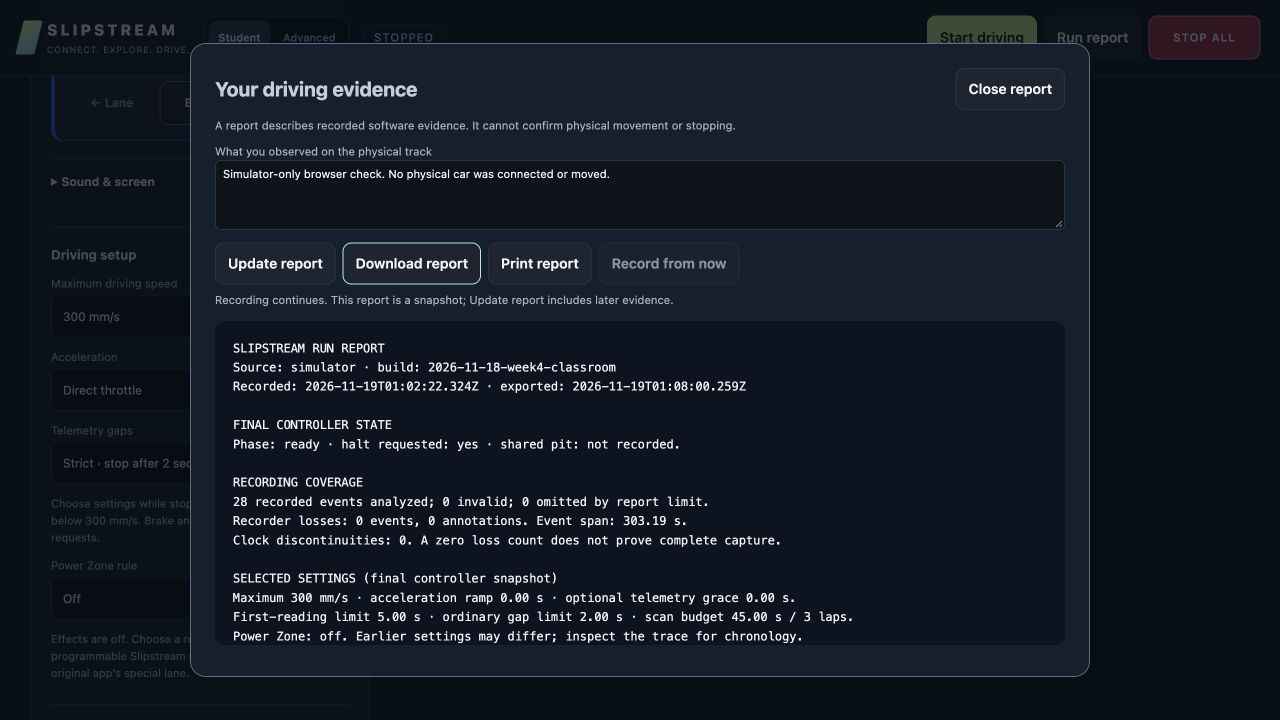 SLIPSTREAM
CONNECT. EXPLORE. DRIVE.
Student
Advanced
STOPPED
Start driving
Run report
STOP ALL
← Lane
Sound & screen
Driving setup
Maximum driving speed
300 mm/s
Acceleration
Direct throttle
Telemetry gaps
Strict · stop after 2 sec
Choose settings while stop
below 300 mm/s. Brake an
requests.
Power Zone rule
Off
Effects are off. Choose a r
programmable Slipstream
original app's special lane.
Your driving evidence
Close report
A report describes recorded software evidence. It cannot confirm physical movement or stopping.
What you observed on the physical track
Simulator-only browser check. No physical car was connected or moved.
Update report
Download report
Print report
Record from now
Recording continues. This report is a snapshot; Update report includes later evidence.
SLIPSTREAM RUN REPORT
Source: simulator · build: 2026-11-18-week4-classroom
Recorded: 2026-11-19T01:02:22.324Z · exported: 2026-11-19T01:08:00.259Z
FINAL CONTROLLER STATE
Phase: ready · halt requested: yes · shared pit: not recorded.
RECORDING COVERAGE
28 recorded events analyzed; 0 invalid; 0 omitted by report limit.
Recorder losses: 0 events, 0 annotations. Event span: 303.19 s.
Clock discontinuities: 0. A zero loss count does not prove complete capture.
SELECTED SETTINGS (final controller snapshot)
Maximum 300 mm/s · acceleration ramp 0.00 s · optional telemetry grace 0.00 s.
First-reading limit 5.00 s · ordinary gap limit 2.00 s · scan budget 45.00 s / 3 laps.
Power Zone: off. Earlier settings may differ; inspect the trace for chronology.